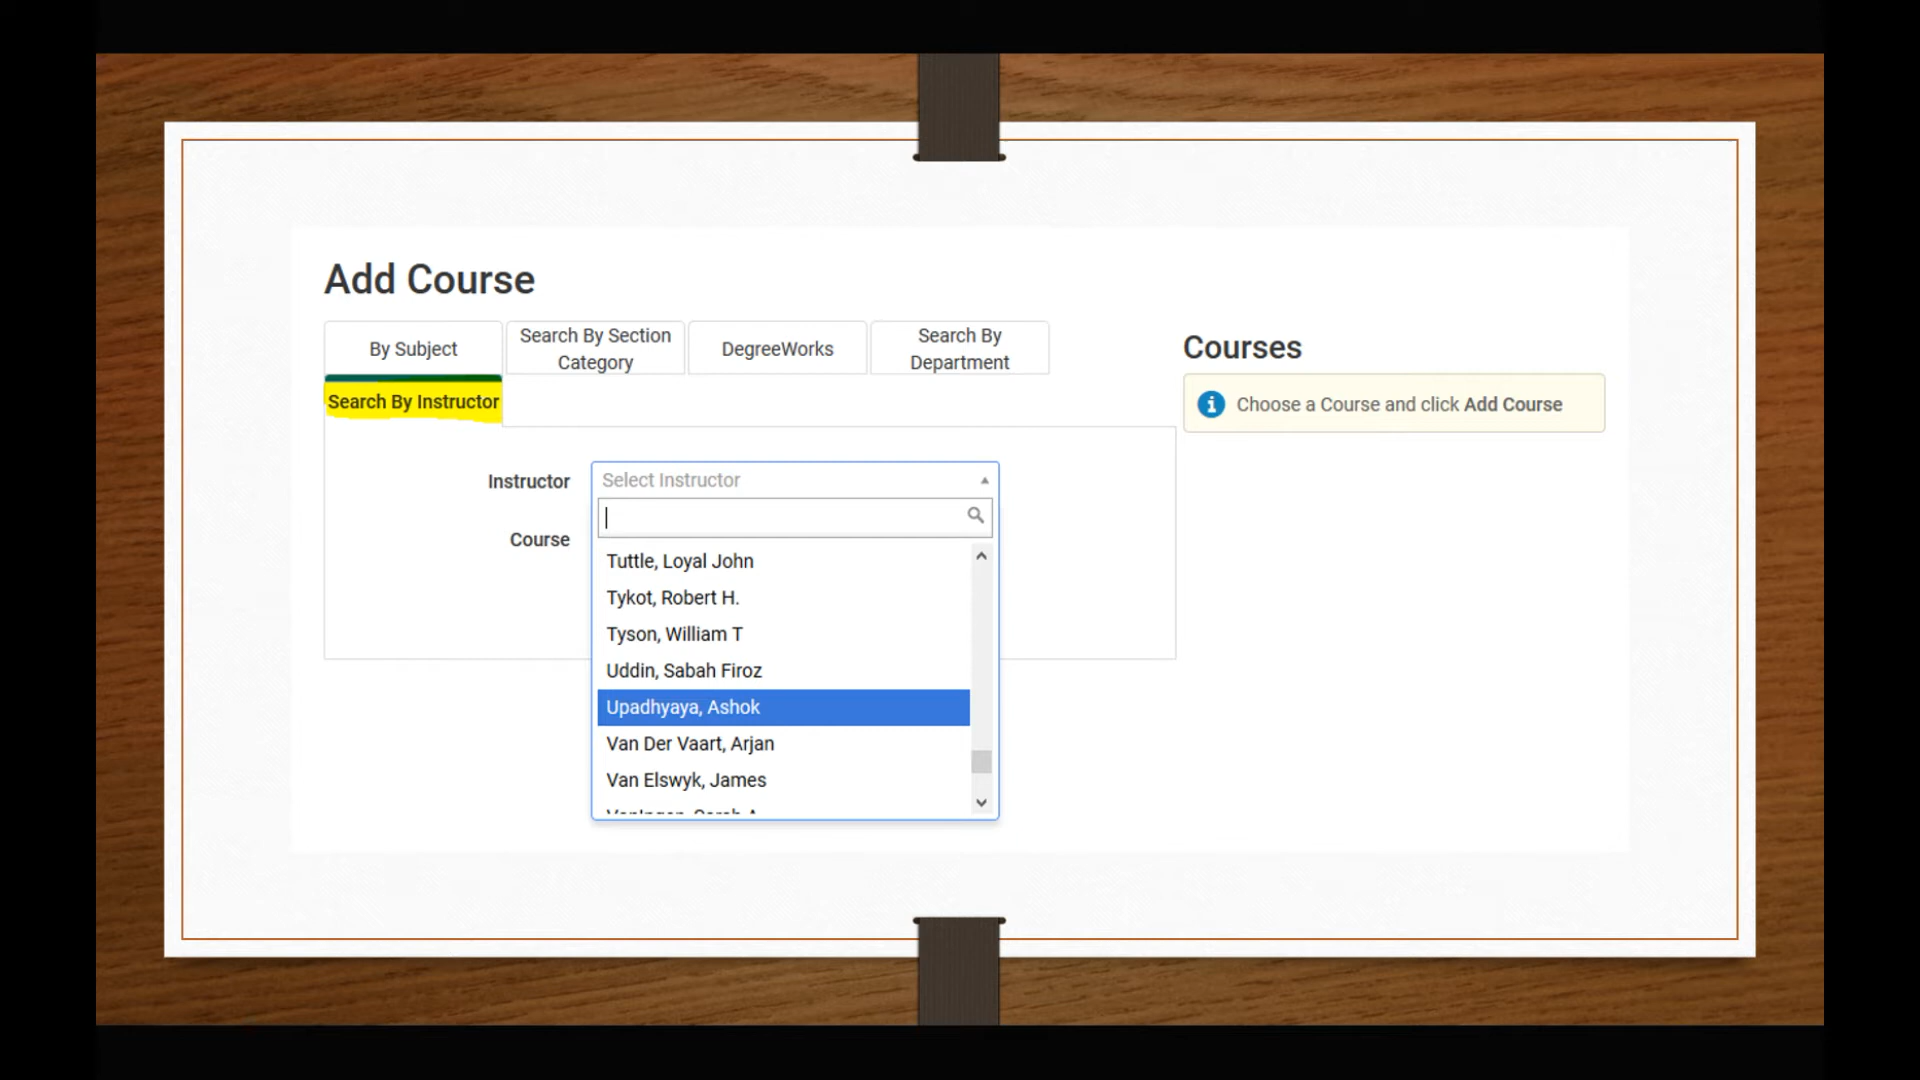 Add Course
By Subject
Search By Section
Category
DegreeWorks
Search By
Department
Search By Instructor
Courses
Choose a Course and click Add Course
Instructor
Select Instructor
Course
Tuttle, Loyal John
Tykot, Robert H.
Tyson, William T
Uddin, Sabah Firoz
Upadhyaya, Ashok
Van Der Vaart, Arjan
Van Elswyk, James